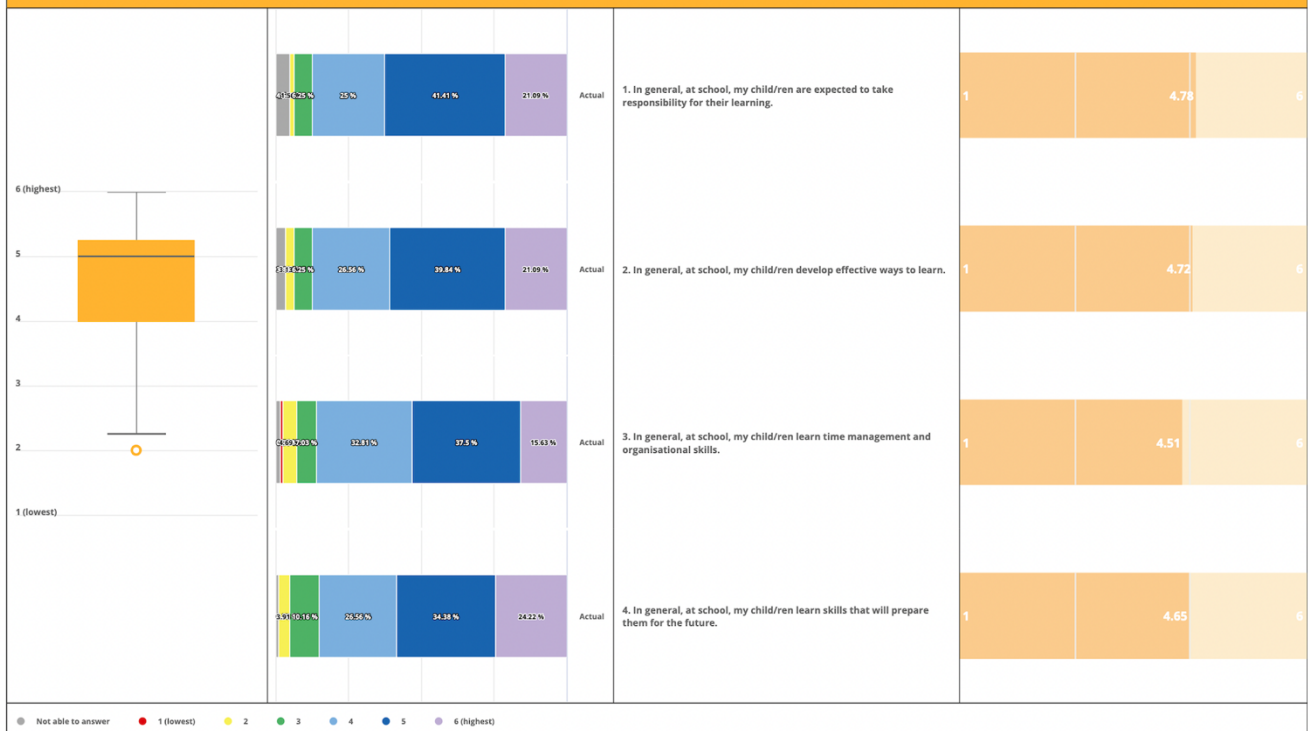 6 (highest)
5
4
3
2
1 (lowest)
25 %
41.41 %
21.09 %
Actual
1. In general, at school, my child/ren are expected to take
responsibility for their learning.
1
4.78
6
26.56 %
39.84 %
21.09 %
Actual
2. In general, at school, my child/ren develop effective ways to learn.
1
4.72
6
7.03 %
32.81 %
37.5 %
15.63 %
Actual
3. In general, at school, my child/ren learn time management and
organisational skills.
1
4.51
6
10.16 %
26.56 %
34.38 %
24.22 %
Actual
4. In general, at school, my child/ren learn skills that will prepare
them for the future.
1
4.65
6
Not able to answer
1 (lowest)
2
3
4
5
6 (highest)